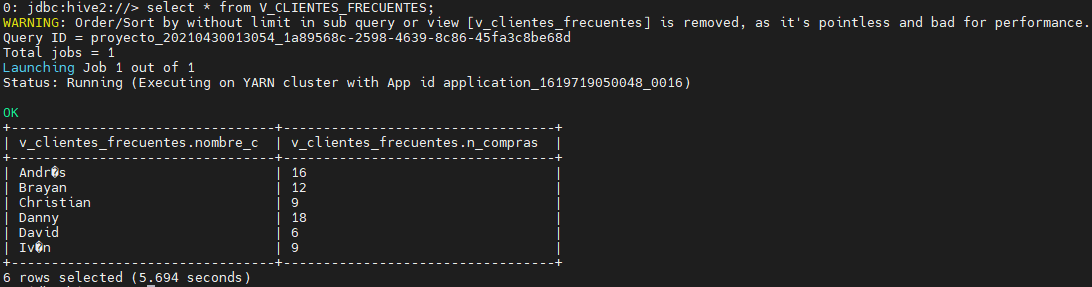 0: jdbc:hive2://> select * from V_CLIENTES_FRECUENTES;
WARNING: Order/Sort by without limit in sub query or view [v_clientes_frecuentes] is removed, as it's pointless and bad for performance.
Query ID = proyecto_20210430013054_1a89568c-2598-4639-8c86-45fa3c8be68d
Total jobs = 1
Launching Job 1 out of 1
Status: Running (Executing on YARN cluster with App id application_1619719050048_0016)
OK
+--------------------------------+---------------------------------+
| v_clientes_frecuentes.nombre_c | v_clientes_frecuentes.n_compras |
+--------------------------------+---------------------------------+
| Andr�s | 16 |
| Brayan | 12 |
| Christian | 9 |
| Danny | 18 |
| David | 6 |
| Iv�n | 9 |
+--------------------------------+---------------------------------+
6 rows selected (5.694 seconds)